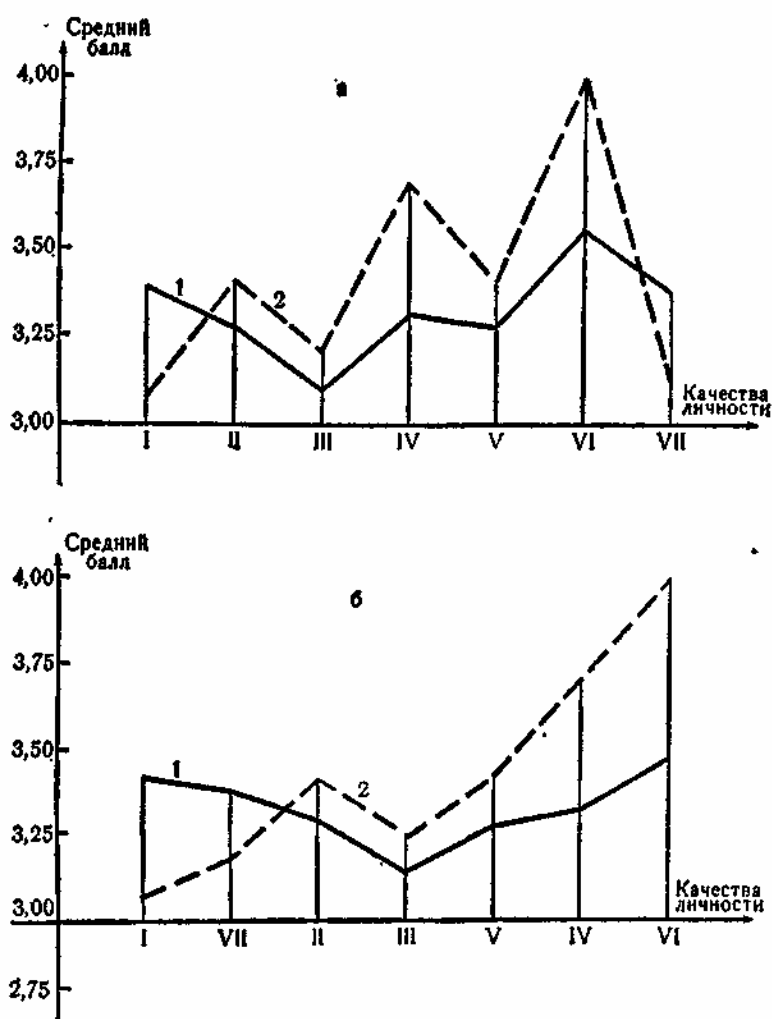 Средний
балл
а
4,00
3,75
3,50
3,25
3,00
1
2
Качества
личности
I II III IV V VI VII
Средний
балл
б
4,00
3,75
3,50
3,25
3,00
2,75
1
2
Качества
личности
I VII II III V IV VI